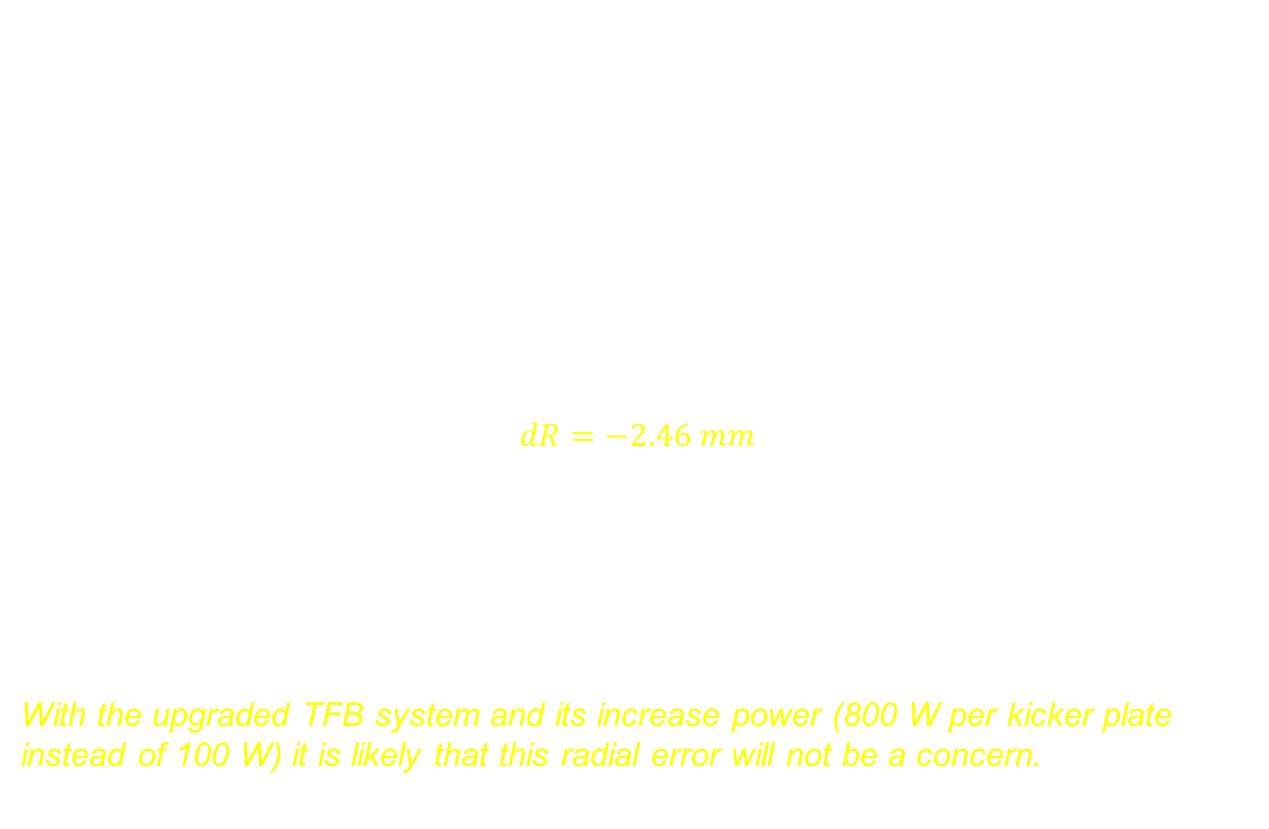 𝑑𝑅 = −2.46 𝑚𝑚
With the upgraded TFB system and its increase power (800 W per kicker plate
instead of 100 W) it is likely that this radial error will not be a concern.